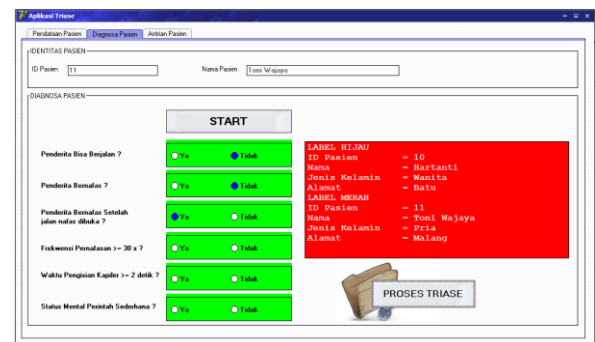 Aplikasi Triase
Pendataan Pasien Diagnosa Pasien Antrian Pasien
IDENTITAS PASIEN
ID Pasien 11 Nama Pasien Toni Wajaya
DIAGNOSA PASIEN
START
Penderita Bisa Berjalan ? Ya Tidak
Penderita Bernafas ? Ya Tidak
Penderita Bernafas Setelah
jalan nafas dibuka ? Ya Tidak
Frekwensi Pernafasan >= 30 x ? Ya Tidak
Waktu Pengisian Kapiler >= 2 detik ? Ya Tidak
Status Mental Perintah Sederhana ? Ya Tidak
LABEL HIJAU
ID Pasien = 10
Nama = Hartanti
Jenis Kelamin = Wanita
Alamat = Batu
LABEL MERAH
ID Pasien = 11
Nama = Toni Wajaya
Jenis Kelamin = Pria
Alamat = Malang
PROSES TRIASE